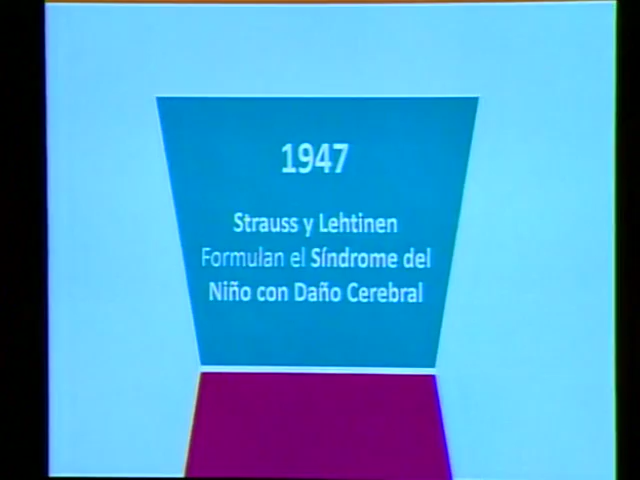 1947
Strauss y Lehtinen
Formulan el Síndrome del
Niño con Daño Cerebral